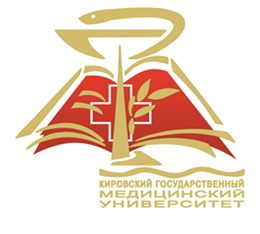 КИРОВСКИЙ ГОСУДАРСТВЕННЫЙ
МЕДИЦИНСКИЙ
УНИВЕРСИТЕТ